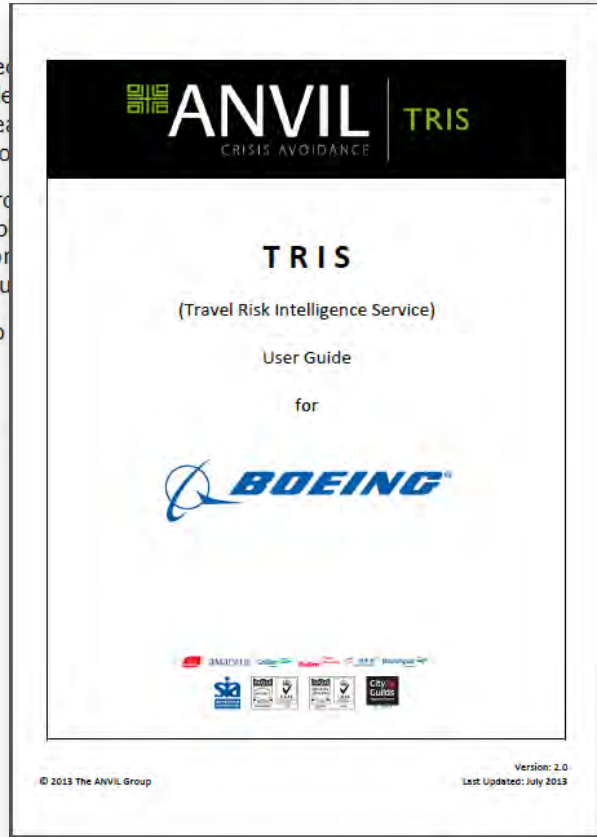 ANVIL
CRISIS AVOIDANCE
TRIS
T R I S
(Travel Risk Intelligence Service)
User Guide
for
BOEING®
amadeus
sia
City&
Guilds
© 2013 The ANVIL Group
Version: 2.0
Last Updated: July 2013